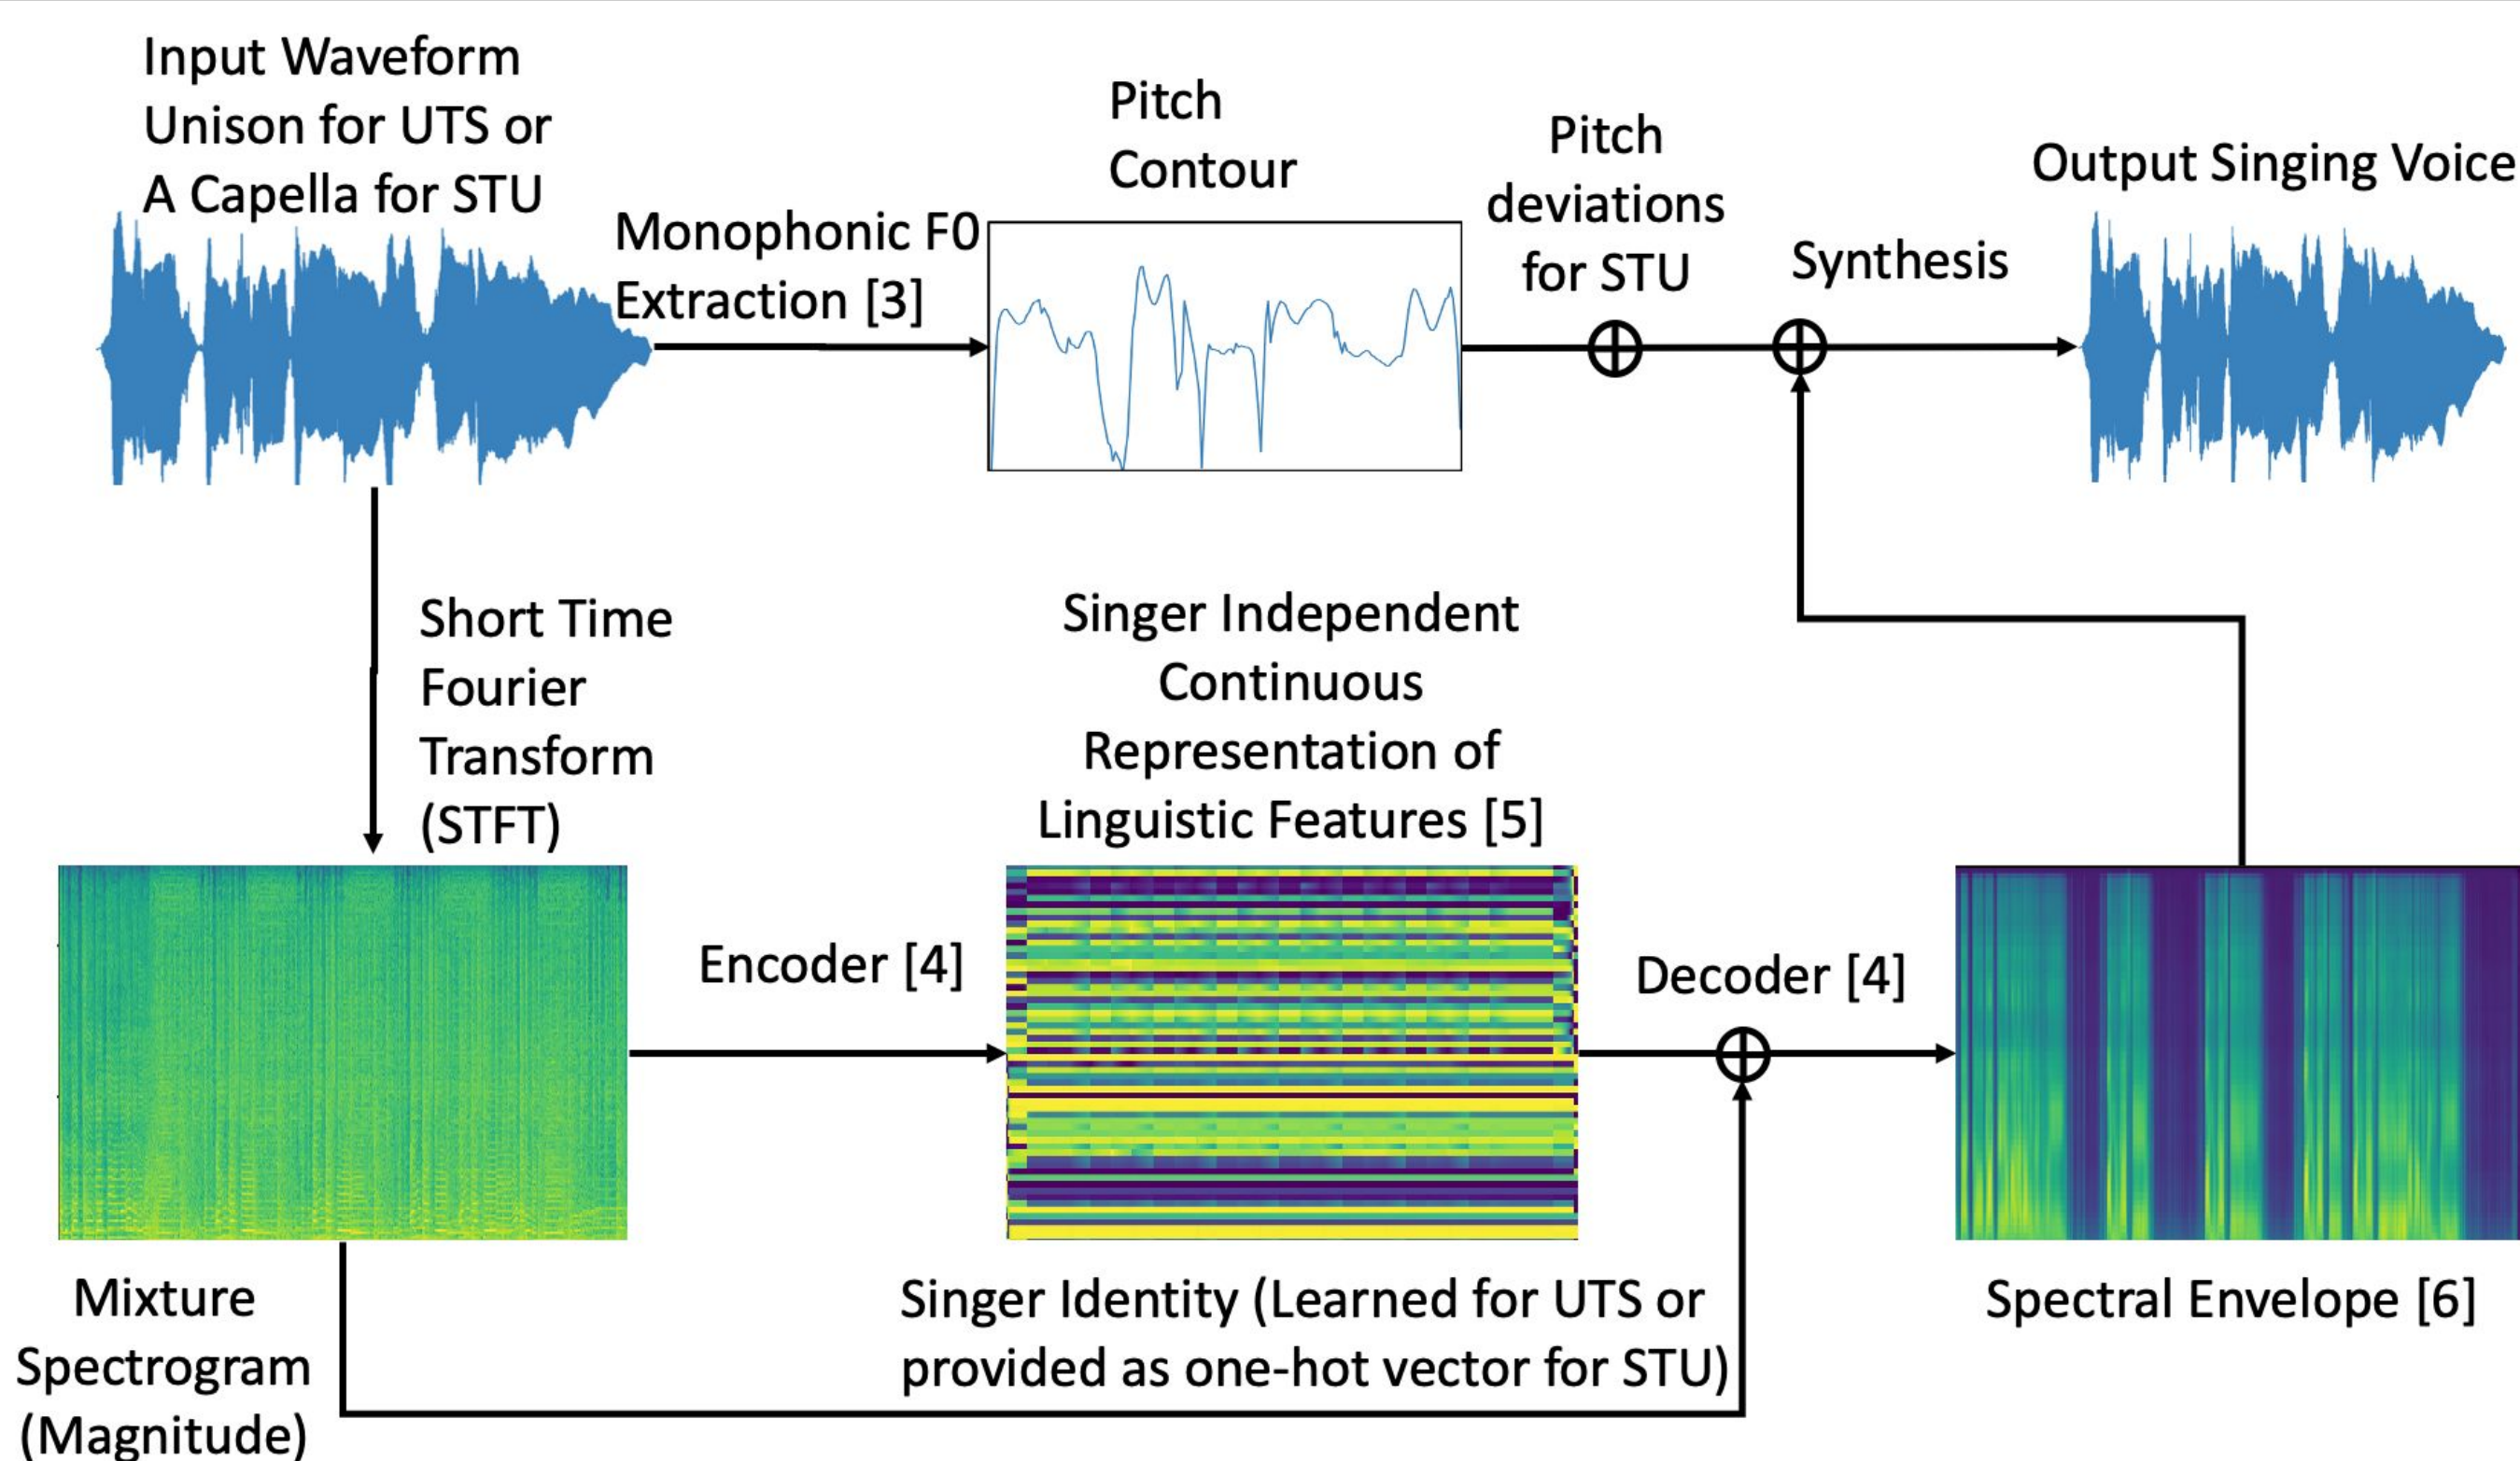 Input Waveform
Unison for UTS or
A Capella for STU
Monophonic F0
Extraction [3]
Pitch
Contour
Pitch
deviations
for STU
Synthesis
Output Singing Voice
Short Time
Fourier
Transform
(STFT)
Singer Independent
Continuous
Representation of
Linguistic Features [5]
Encoder [4]
Decoder [4]
Mixture
Spectrogram
(Magnitude)
Singer Identity (Learned for UTS or
provided as one-hot vector for STU)
Spectral Envelope [6]